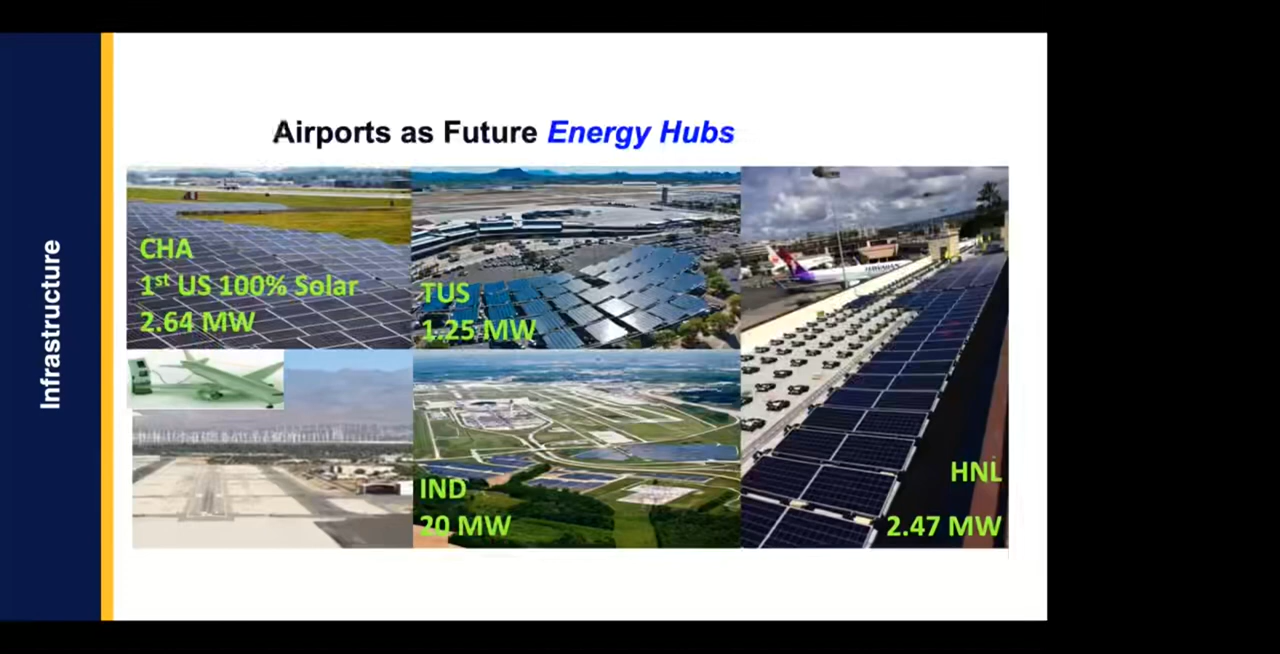 Infrastructure
Airports as Future Energy Hubs
CHA
1st US 100% Solar
2.64 MW
TUS
1.25 MW
HAWAIIAN
IND
20 MW
HNL
2.47 MW